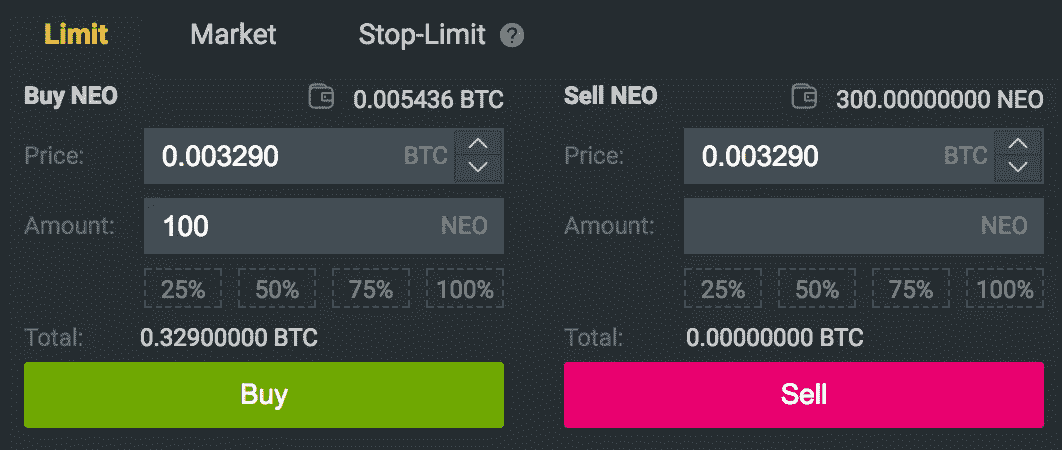 Limit Market Stop-Limit ?
Buy NEO 0.005436 BTC
Price: 0.003290 BTC
Amount: 100 NEO
25% 50% 75% 100%
Total: 0.32900000 BTC
Buy
Sell NEO 300.00000000 NEO
Price: 0.003290 BTC
Amount: NEO
25% 50% 75% 100%
Total: 0.00000000 BTC
Sell